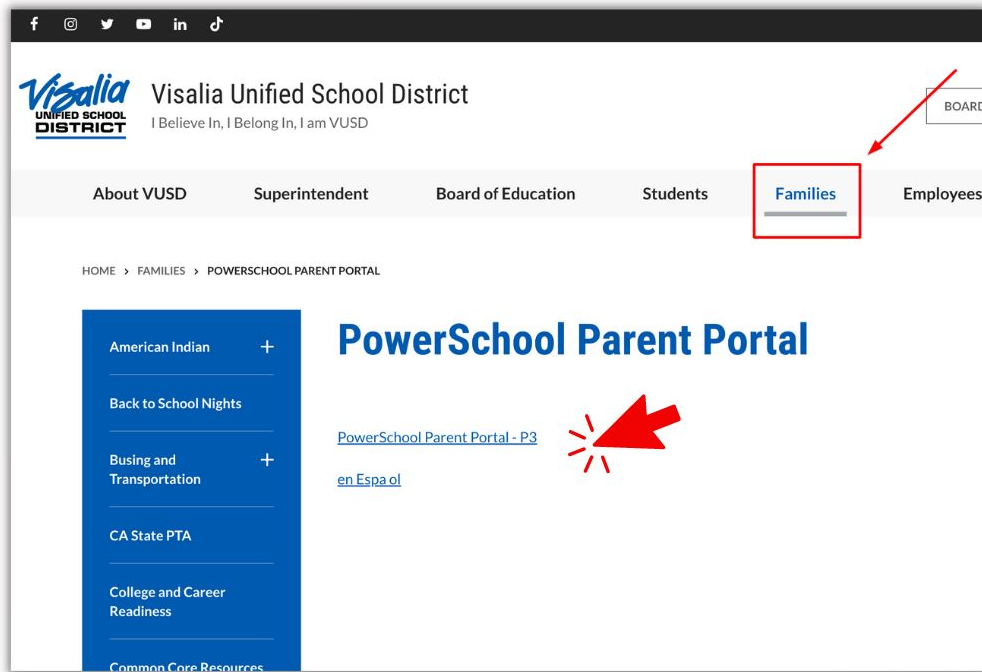 Visalia
UNIFIED SCHOOL
DISTRICT
Visalia Unified School District
I Believe In, I Belong In, I am VUSD
BOARD
About VUSD Superintendent Board of Education Students Families Employees
HOME > FAMILIES > POWERSCHOOL PARENT PORTAL
American Indian +
Back to School Nights
Busing and +
Transportation
CA State PTA
College and Career
Readiness
Common Core Resources
PowerSchool Parent Portal
PowerSchool Parent Portal - P3
en Espa ol